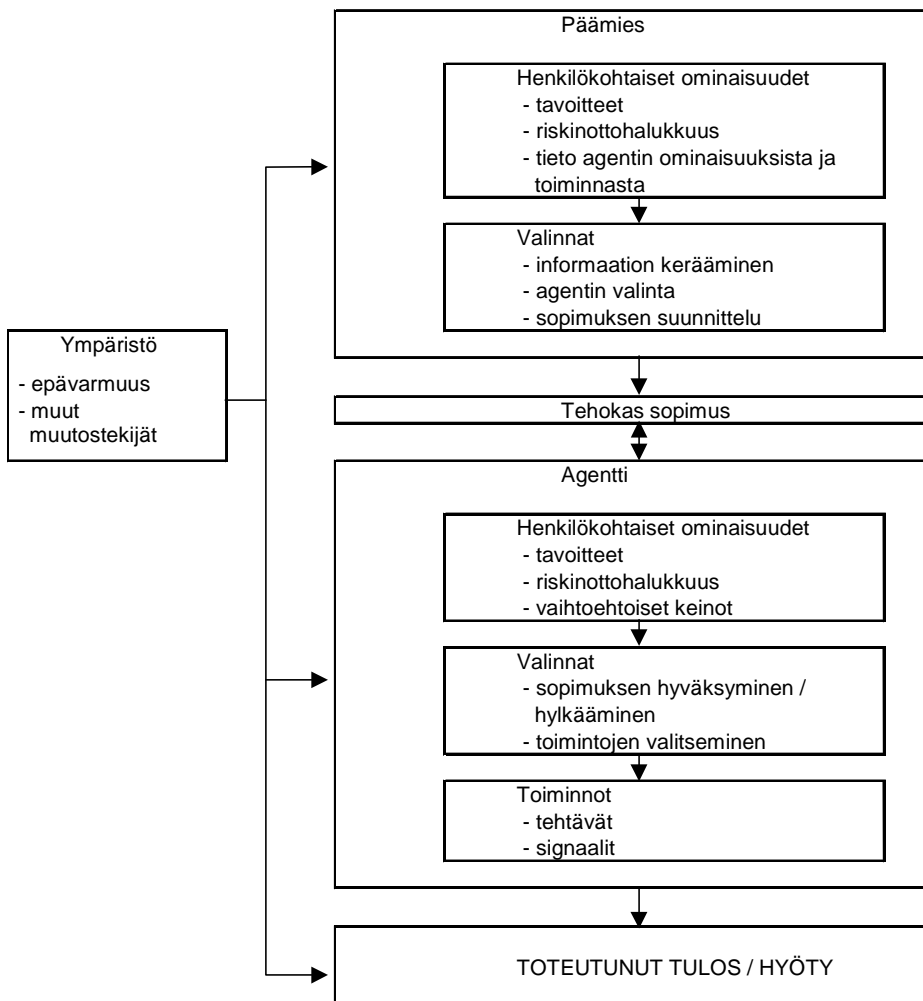 Päämies
Henkilökohtaiset ominaisuudet
- tavoitteet
- riskinottohalukkuus
- tieto agentin ominaisuuksista ja
toiminnasta
Valinnat
- informaation kerääminen
- agentin valinta
- sopimuksen suunnittelu
Ympäristö
- epävarmuus
- muut
muutostekijät
Tehokas sopimus
Agentti
Henkilökohtaiset ominaisuudet
- tavoitteet
- riskinottohalukkuus
- vaihtoehtoiset keinot
Valinnat
- sopimuksen hyväksyminen /
hylkääminen
- toimintojen valitseminen
Toiminnot
- tehtävät
- signaalit
TOTEUTUNUT TULOS / HYÖTY